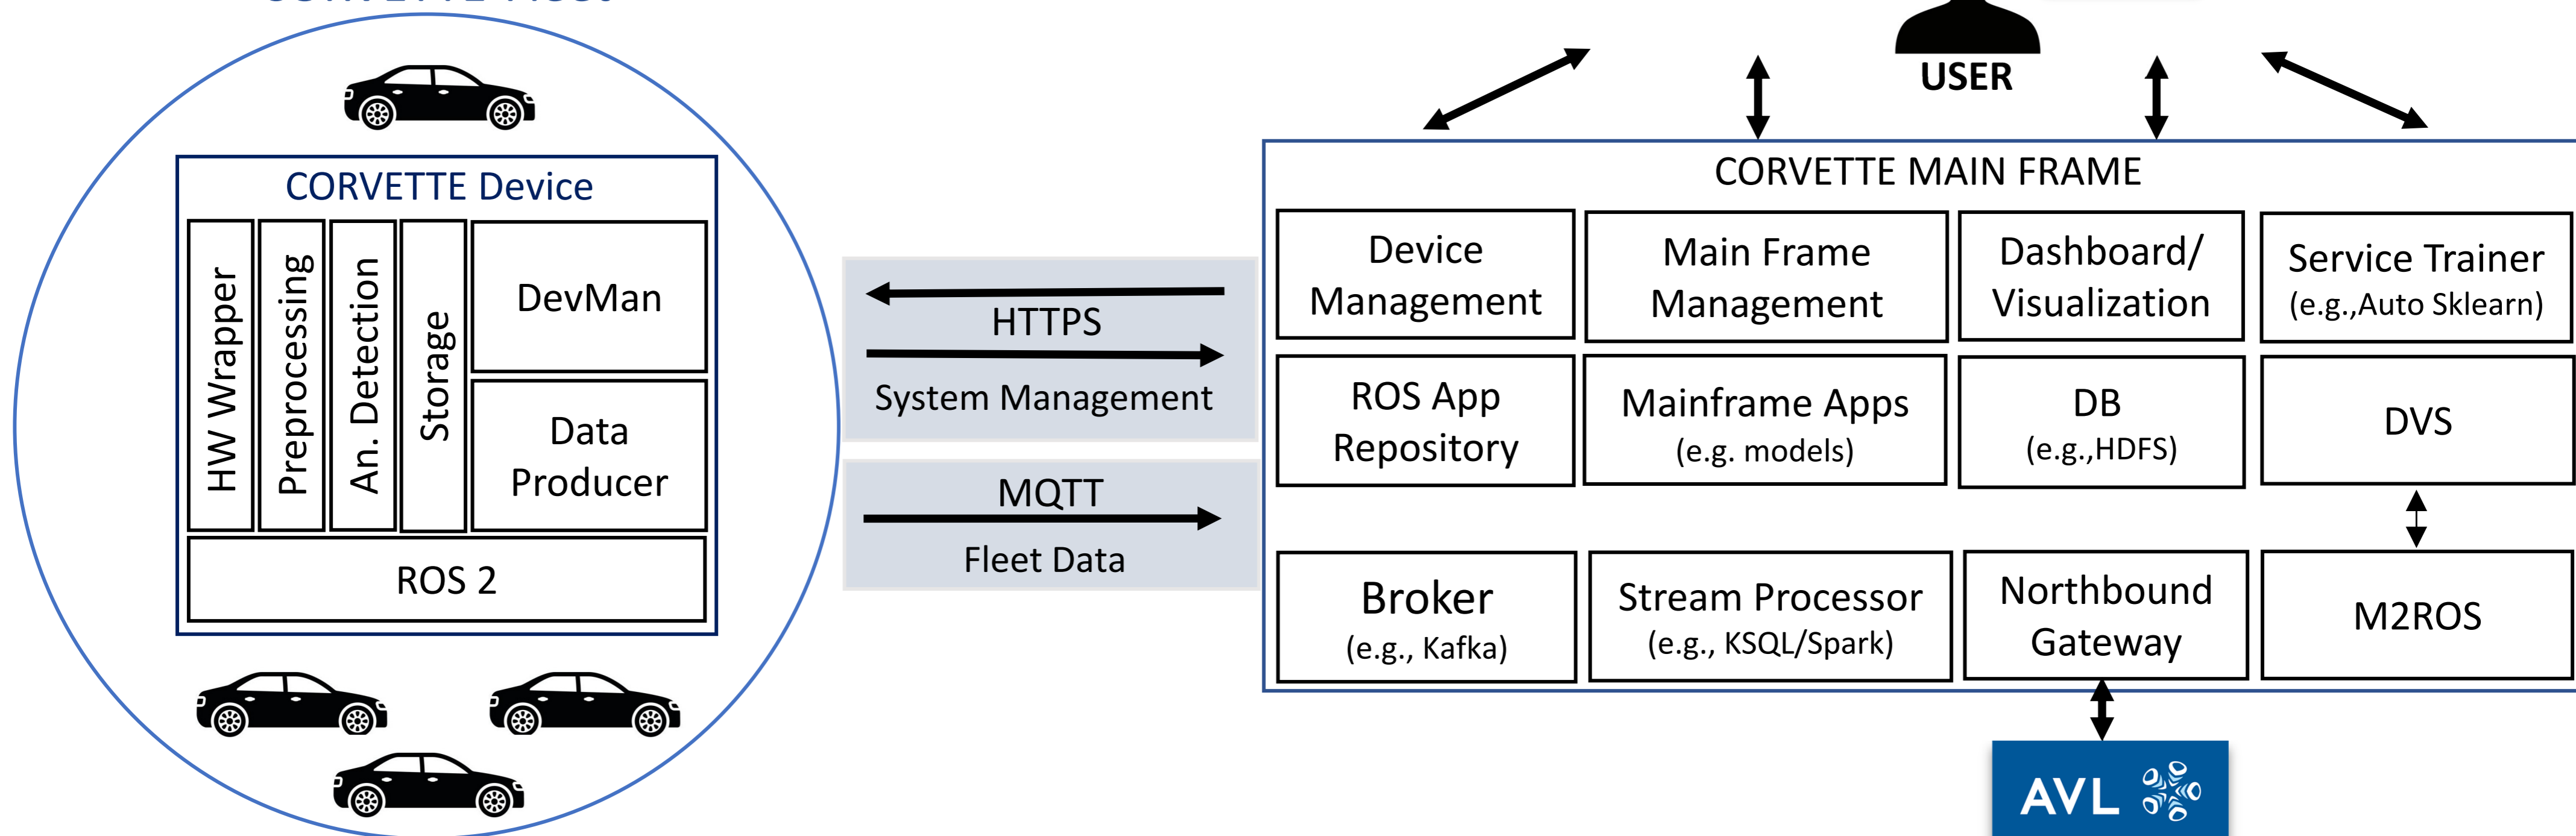 USER
CORVETTE Device
HW Wrapper
Preprocessing
An. Detection
Storage
DevMan
Data
Producer
ROS 2
HTTPS
System Management
MQTT
Fleet Data
CORVETTE MAIN FRAME
Device
Management
Main Frame
Management
Dashboard/
Visualization
Service Trainer
(e.g.,Auto Sklearn)
ROS App
Repository
Mainframe Apps
(e.g. models)
DB
(e.g.,HDFS)
DVS
Broker
(e.g., Kafka)
Stream Processor
(e.g., KSQL/Spark)
Northbound
Gateway
M2ROS
AVL